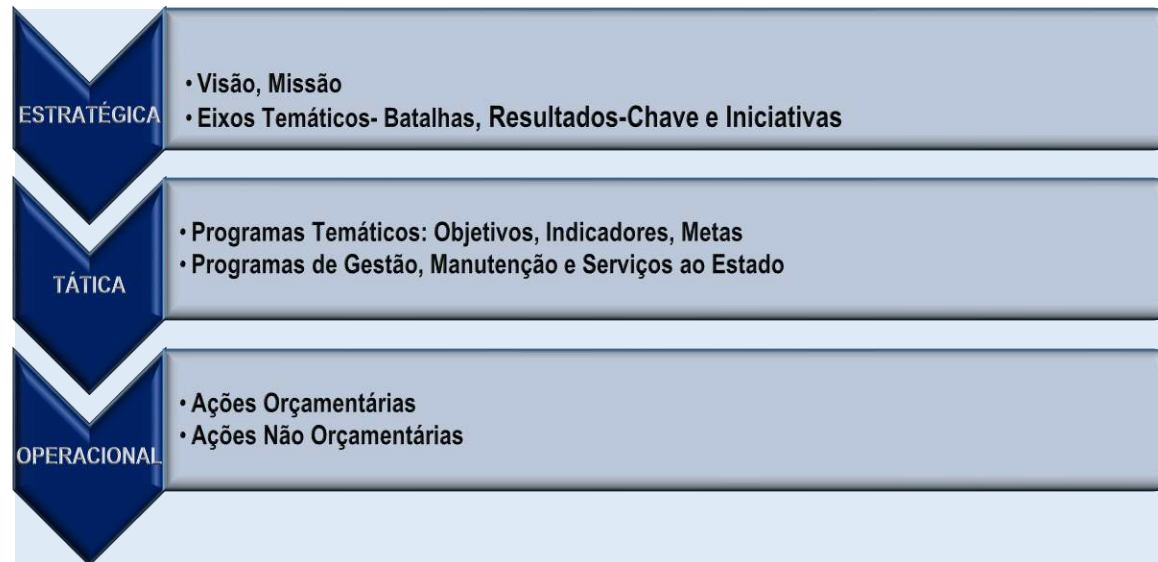 ESTRATÉGICA
• Visão, Missão
• Eixos Temáticos- Batalhas, Resultados-Chave e Iniciativas
TÁTICA
• Programas Temáticos: Objetivos, Indicadores, Metas
• Programas de Gestão, Manutenção e Serviços ao Estado
OPERACIONAL
• Ações Orçamentárias
• Ações Não Orçamentárias